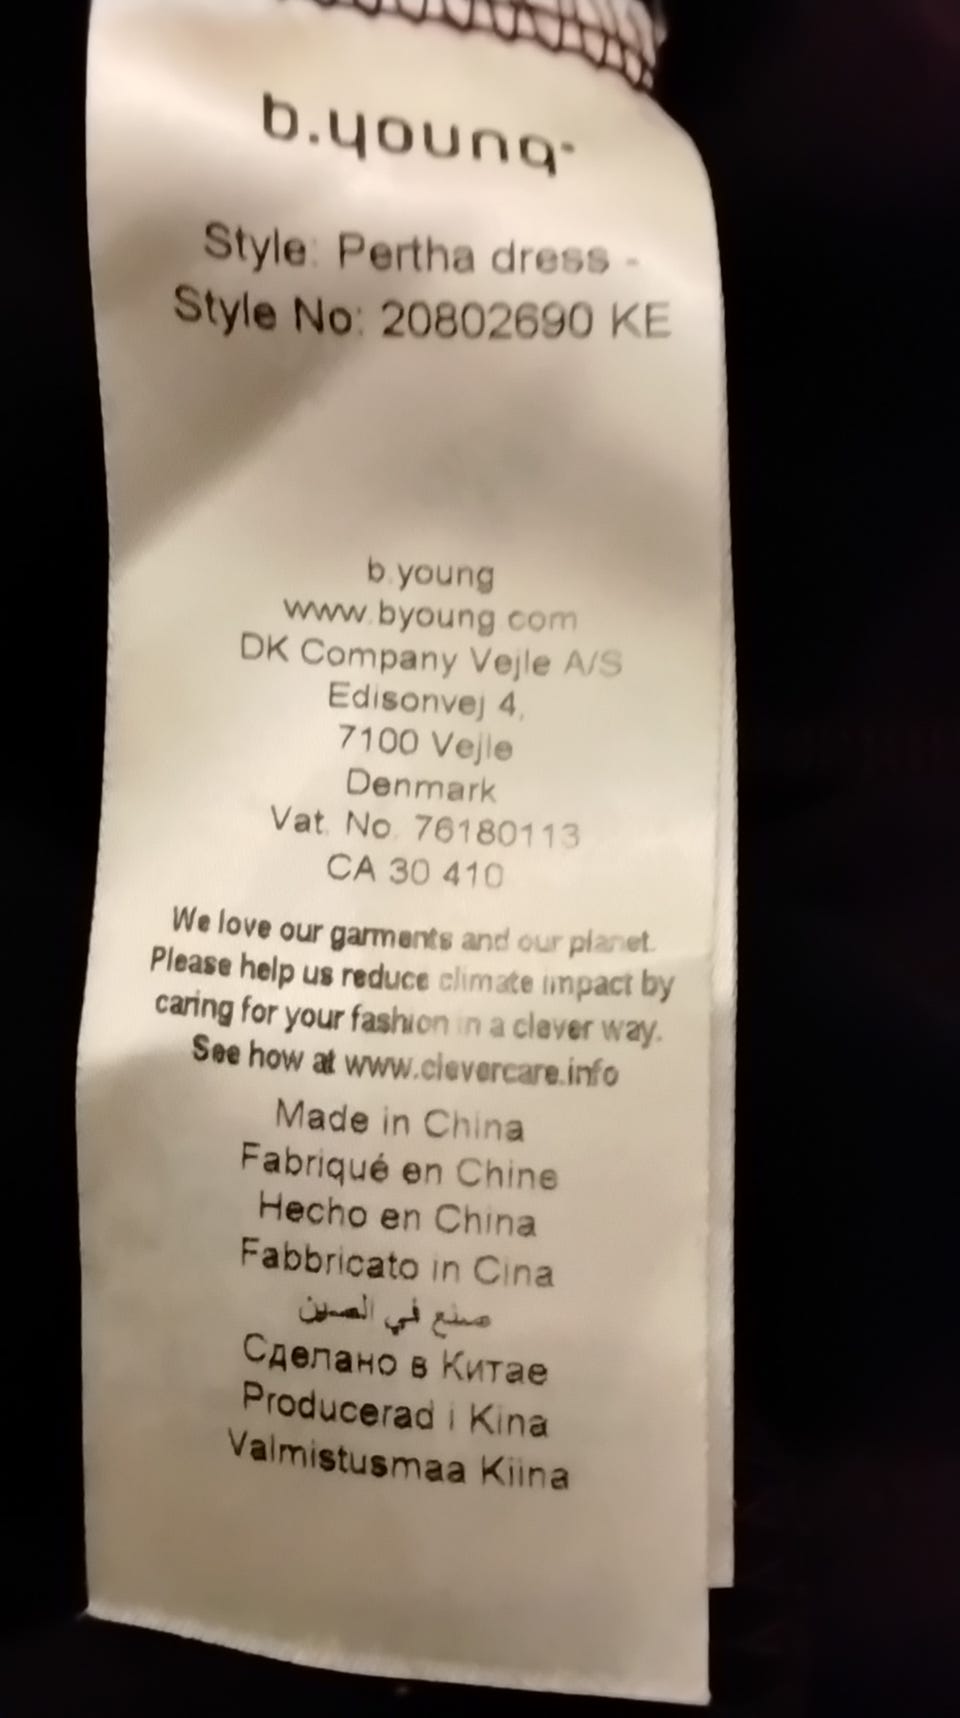 b.young
Style: Pertha dress -
Style No: 20802690 KE
b.young
www.byoung.com
DK Company Vejle A/S
Edisonvej 4,
7100 Vejle
Denmark
Vat. No. 76180113
CA 30 410
We love our garments and our planet.
Please help us reduce climate impact by
caring for your fashion in a clever way.
See how at www.clevercare.info
Made in China
Fabriqué en Chine
Hecho en China
Fabbricato in Cina
صنع في الصين
Сделано в Китае
Producerad i Kina
Valmistusmaa Kiina